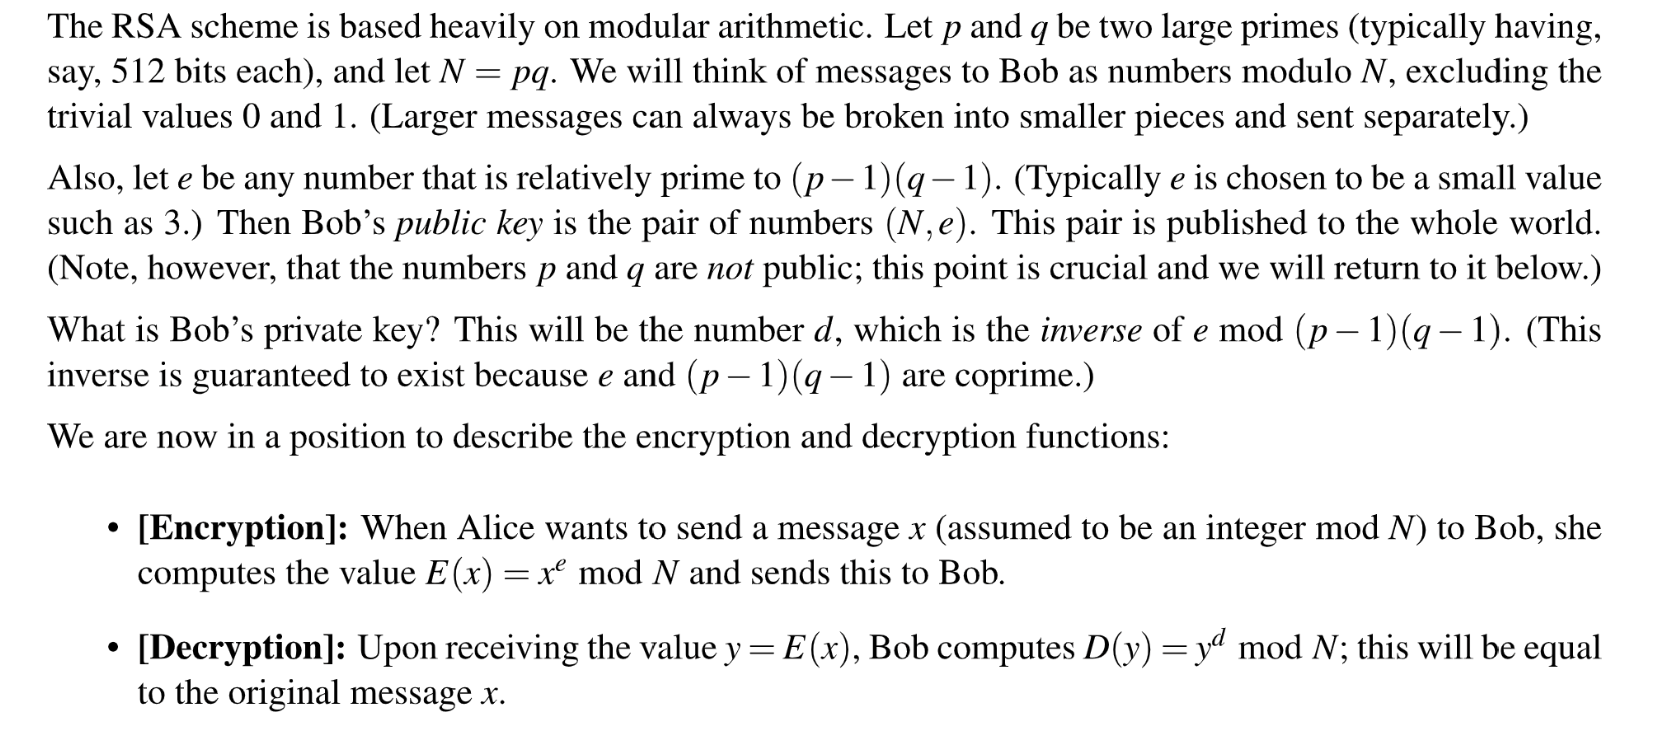 The RSA scheme is based heavily on modular arithmetic. Let p and q be two large primes (typically having,
say, 512 bits each), and let N = pq. We will think of messages to Bob as numbers modulo N, excluding the
trivial values 0 and 1. (Larger messages can always be broken into smaller pieces and sent separately.)
Also, let e be any number that is relatively prime to (p − 1)(q − 1). (Typically e is chosen to be a small value
such as 3.) Then Bob's public key is the pair of numbers (N, e). This pair is published to the whole world.
(Note, however, that the numbers p and q are not public; this point is crucial and we will return to it below.)
What is Bob's private key? This will be the number d, which is the inverse of e mod (p − 1)(q − 1). (This
inverse is guaranteed to exist because e and (p − 1)(q − 1) are coprime.)
We are now in a position to describe the encryption and decryption functions:
• [Encryption]: When Alice wants to send a message x (assumed to be an integer mod N) to Bob, she
computes the value E(x) = xᵉ mod N and sends this to Bob.
• [Decryption]: Upon receiving the value y = E(x), Bob computes D(y) = yᵈ mod N; this will be equal
to the original message x.